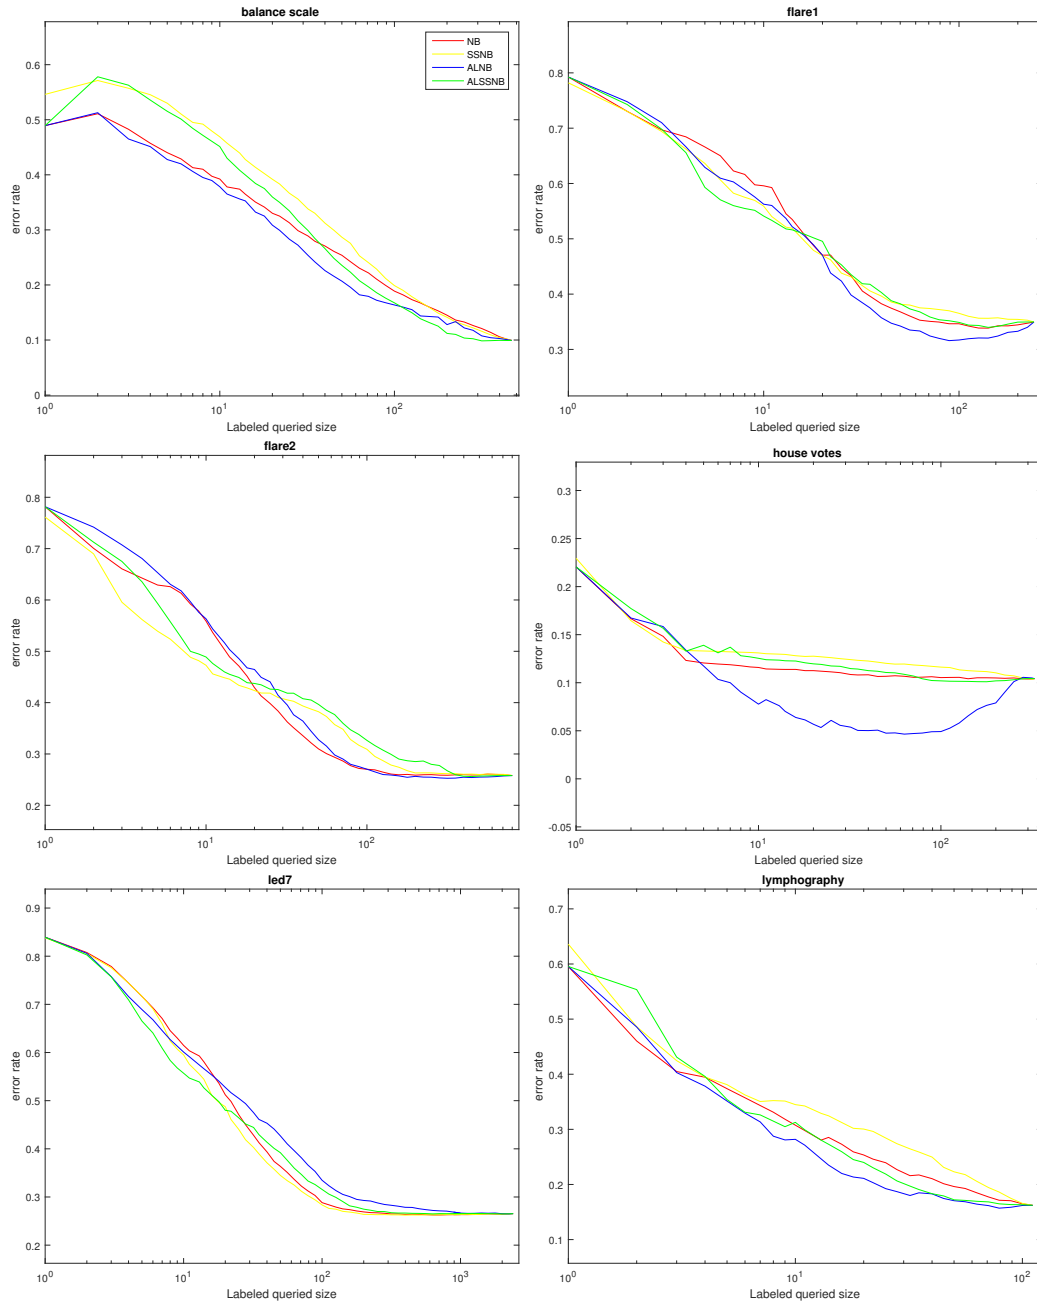 balance scale
NB
SSNB
ALNB
ALSSNB
0.6
0.5
0.4
0.3
0.2
0.1
0
error rate
10^0
10^1
10^2
Labeled queried size
flare1
0.8
0.7
0.6
0.5
0.4
0.3
error rate
10^0
10^1
10^2
Labeled queried size
flare2
0.8
0.7
0.6
0.5
0.4
0.3
0.2
error rate
10^0
10^1
10^2
Labeled queried size
house votes
0.3
0.25
0.2
0.15
0.1
0.05
0
-0.05
error rate
10^0
10^1
10^2
Labeled queried size
led7
0.9
0.8
0.7
0.6
0.5
0.4
0.3
0.2
error rate
10^0
10^1
10^2
10^3
Labeled queried size
lymphography
0.7
0.6
0.5
0.4
0.3
0.2
0.1
error rate
10^0
10^1
10^2
Labeled queried size